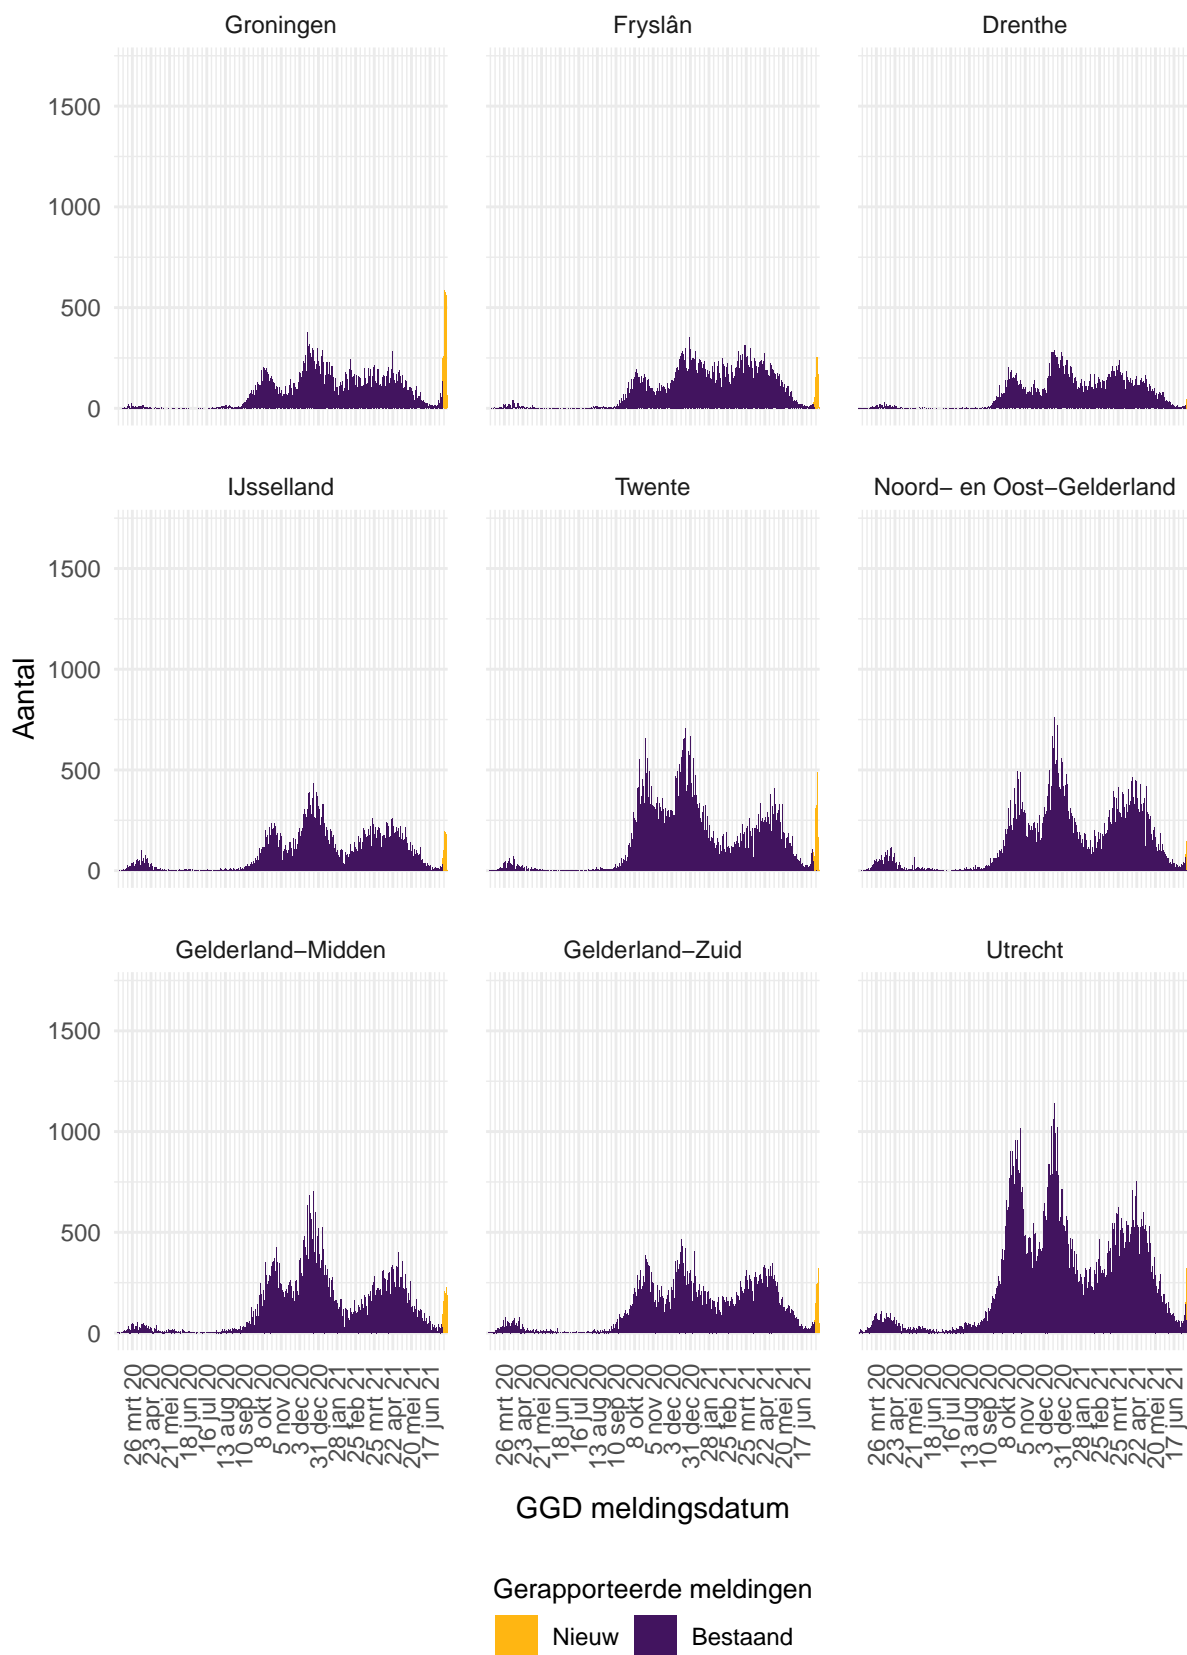 Groningen Fryslân Drenthe
1500
1000
500
0
IJsselland Twente Noord− en Oost−Gelderland
1500
1000
500
0
Aantal
Gelderland−Midden Gelderland−Zuid Utrecht
1500
1000
500
0
26 mrt 20 23 apr 20 21 mei 20 18 jun 20 16 jul 20 13 aug 20 10 sep 20 8 okt 20 5 nov 20 3 dec 20 31 dec 20 28 jan 21 25 feb 21 25 mrt 21 22 apr 21 20 mei 21 17 jun 21
26 mrt 20 23 apr 20 21 mei 20 18 jun 20 16 jul 20 13 aug 20 10 sep 20 8 okt 20 5 nov 20 3 dec 20 31 dec 20 28 jan 21 25 feb 21 25 mrt 21 22 apr 21 20 mei 21 17 jun 21
26 mrt 20 23 apr 20 21 mei 20 18 jun 20 16 jul 20 13 aug 20 10 sep 20 8 okt 20 5 nov 20 3 dec 20 31 dec 20 28 jan 21 25 feb 21 25 mrt 21 22 apr 21 20 mei 21 17 jun 21
GGD meldingsdatum
Gerapporteerde meldingen
Nieuw Bestaand